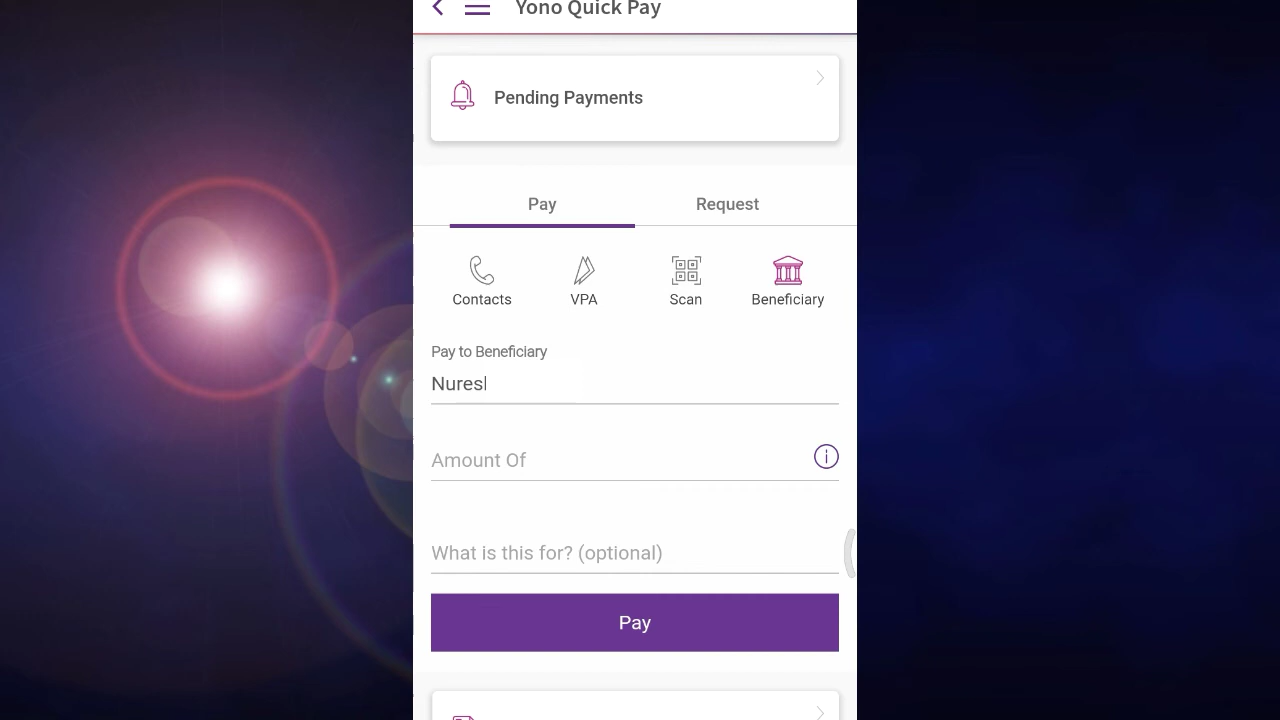 Yono Quick Pay
Pending Payments
Pay
Request
Contacts
VPA
Scan
Beneficiary
Pay to Beneficiary
Nures
Amount Of
What is this for? (optional)
Pay